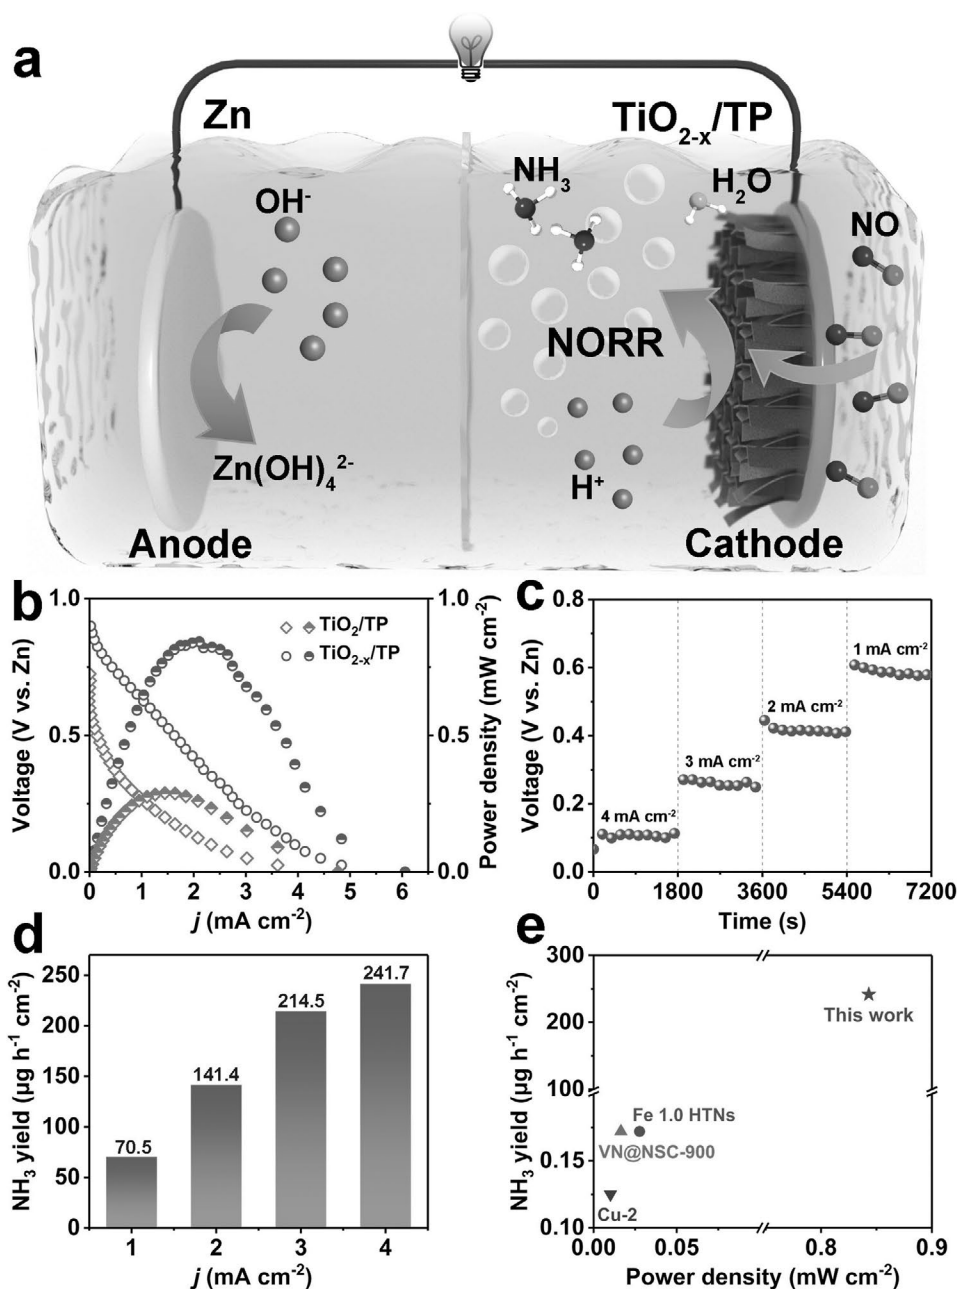 a
Zn
TiO₂₋ₓ/TP
OH⁻
NH₃
H₂O
NO
NORR
Zn(OH)₄²⁻
H⁺
Anode
Cathode
b
1.0
0.5
0.0
Voltage (V vs. Zn)
TiO₂/TP
TiO₂₋ₓ/TP
1.0
0.5
0.0
Power density (mW cm⁻²)
0 1 2 3 4 5 6
j (mA cm⁻²)
c
0.8
0.6
0.4
0.2
0.0
Voltage (V vs. Zn)
1 mA cm⁻²
2 mA cm⁻²
3 mA cm⁻²
4 mA cm⁻²
0 1800 3600 5400 7200
Time (s)
d
250
200
150
100
50
0
NH₃ yield (μg h⁻¹ cm⁻²)
70.5
141.4
214.5
241.7
1 2 3 4
j (mA cm⁻²)
e
300
200
100
0.15
0.10
NH₃ yield (μg h⁻¹ cm⁻²)
This work
Fe 1.0 HTNs
VN@NSC-900
Cu-2
0.00 0.05 0.8 0.9
Power density (mW cm⁻²)